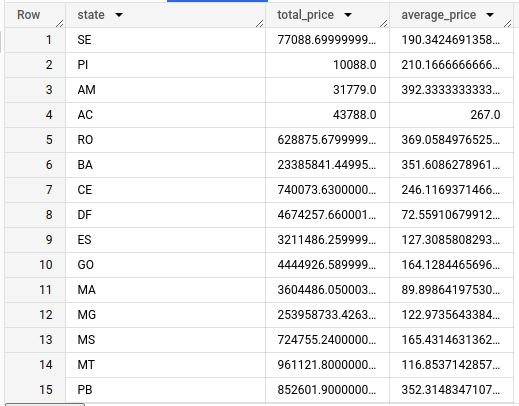 Row state total_price average_price
1 SE 77088.69999999... 190.3424691358...
2 PI 10088.0 210.1666666666...
3 AM 31779.0 392.3333333333...
4 AC 43788.0 267.0
5 RO 628875.6799999... 369.0584976525...
6 BA 23385841.44995... 351.6086278961...
7 CE 740073.6300000... 246.1169371466...
8 DF 4674257.660001... 72.55910679912...
9 ES 3211486.259999... 127.3085808293...
10 GO 4444926.589999... 164.1284465696...
11 MA 3604486.050003... 89.89864197530...
12 MG 253958733.4263... 122.9735643384...
13 MS 724755.2400000... 165.4314631362...
14 MT 961121.8000000... 116.8537142857...
15 PB 852601.9000000... 352.3148347107...